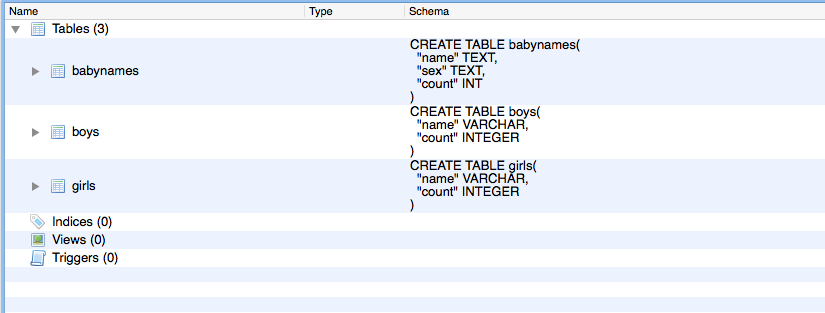 Name Type Schema
Tables (3)
babynames
CREATE TABLE babynames(
"name" TEXT,
"sex" TEXT,
"count" INT
)
boys
CREATE TABLE boys(
"name" VARCHAR,
"count" INTEGER
)
girls
CREATE TABLE girls(
"name" VARCHAR,
"count" INTEGER
)
Indices (0)
Views (0)
Triggers (0)